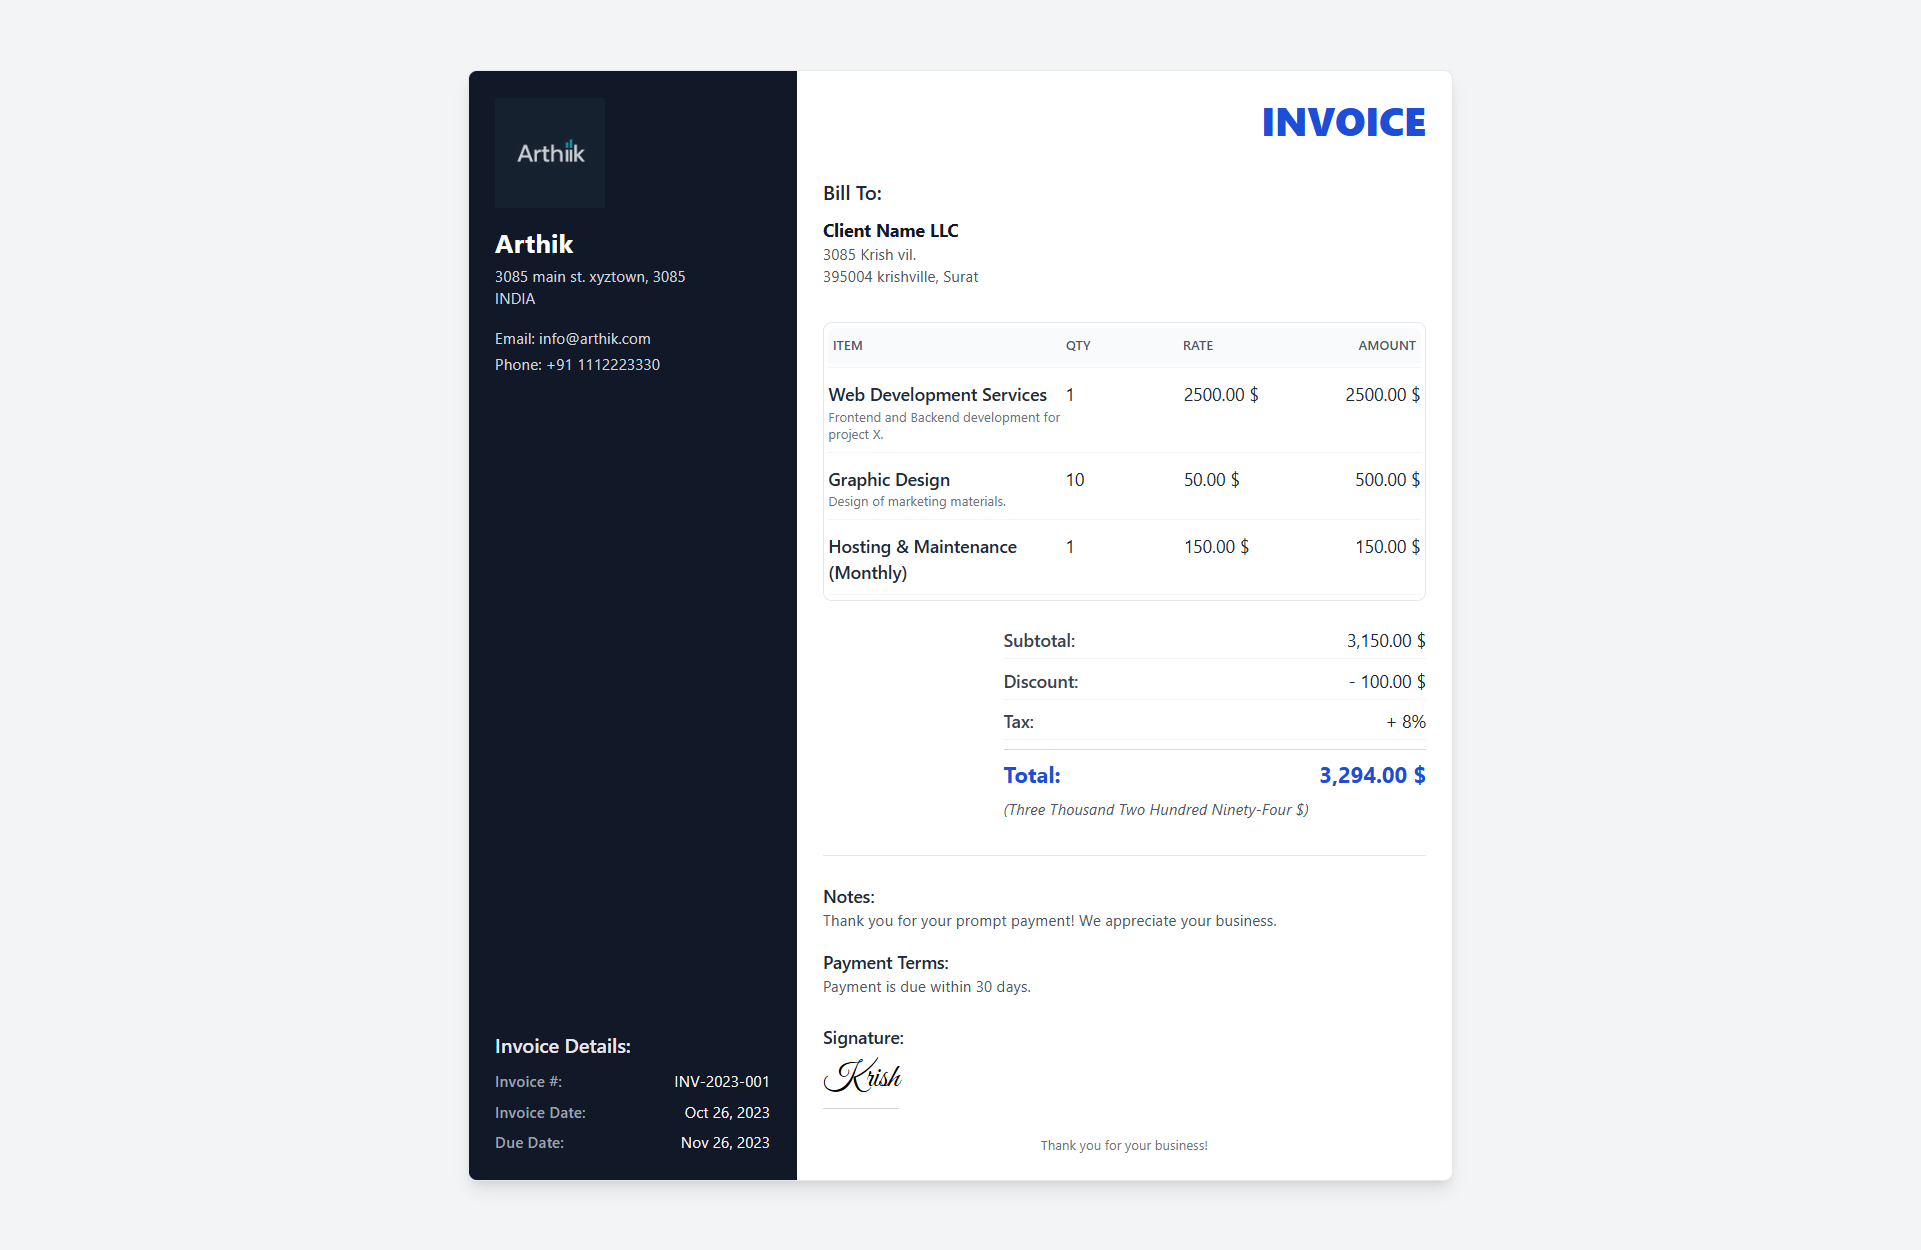 Arthiik
Arthik
3085 main st. xyztown, 3085
INDIA
Email: info@arthik.com
Phone: +91 1112223330
Invoice Details:
Invoice #: INV-2023-001
Invoice Date: Oct 26, 2023
Due Date: Nov 26, 2023
INVOICE
Bill To:
Client Name LLC
3085 Krish vil.
395004 krishville, Surat
ITEM QTY RATE AMOUNT
Web Development Services 1 2500.00 $ 2500.00 $
Frontend and Backend development for
project X.
Graphic Design 10 50.00 $ 500.00 $
Design of marketing materials.
Hosting & Maintenance 1 150.00 $ 150.00 $
(Monthly)
Subtotal: 3,150.00 $
Discount: - 100.00 $
Tax: + 8%
Total: 3,294.00 $
(Three Thousand Two Hundred Ninety-Four $)
Notes:
Thank you for your prompt payment! We appreciate your business.
Payment Terms:
Payment is due within 30 days.
Signature:
Krish
Thank you for your business!